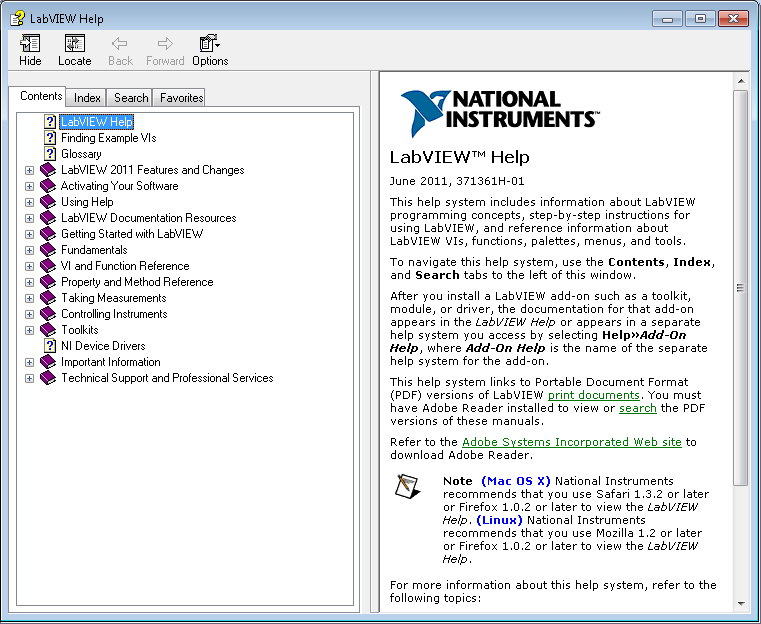 LabVIEW Help
Hide Locate Back Forward Options
Contents Index Search Favorites
LabVIEW Help
Finding Example VIs
Glossary
LabVIEW 2011 Features and Changes
Activating Your Software
Using Help
LabVIEW Documentation Resources
Getting Started with LabVIEW
Fundamentals
VI and Function Reference
Property and Method Reference
Taking Measurements
Controlling Instruments
Toolkits
NI Device Drivers
Important Information
Technical Support and Professional Services
NATIONAL
INSTRUMENTS™
LabVIEW™ Help
June 2011, 371361H-01
This help system includes information about LabVIEW
programming concepts, step-by-step instructions for
using LabVIEW, and reference information about
LabVIEW VIs, functions, palettes, menus, and tools.
To navigate this help system, use the Contents, Index,
and Search tabs to the left of this window.
After you install a LabVIEW add-on such as a toolkit,
module, or driver, the documentation for that add-on
appears in the LabVIEW Help or appears in a separate
help system you access by selecting Help»Add-On
Help, where Add-On Help is the name of the separate
help system for the add-on.
This help system links to Portable Document Format
(PDF) versions of LabVIEW print documents. You must
have Adobe Reader installed to view or search the PDF
versions of these manuals.
Refer to the Adobe Systems Incorporated Web site to
download Adobe Reader.
Note (Mac OS X) National Instruments
recommends that you use Safari 1.3.2 or later
or Firefox 1.0.2 or later to view the LabVIEW
Help. (Linux) National Instruments
recommends that you use Mozilla 1.2 or later
or Firefox 1.0.2 or later to view the LabVIEW
Help.
For more information about this help system, refer to the
following topics: